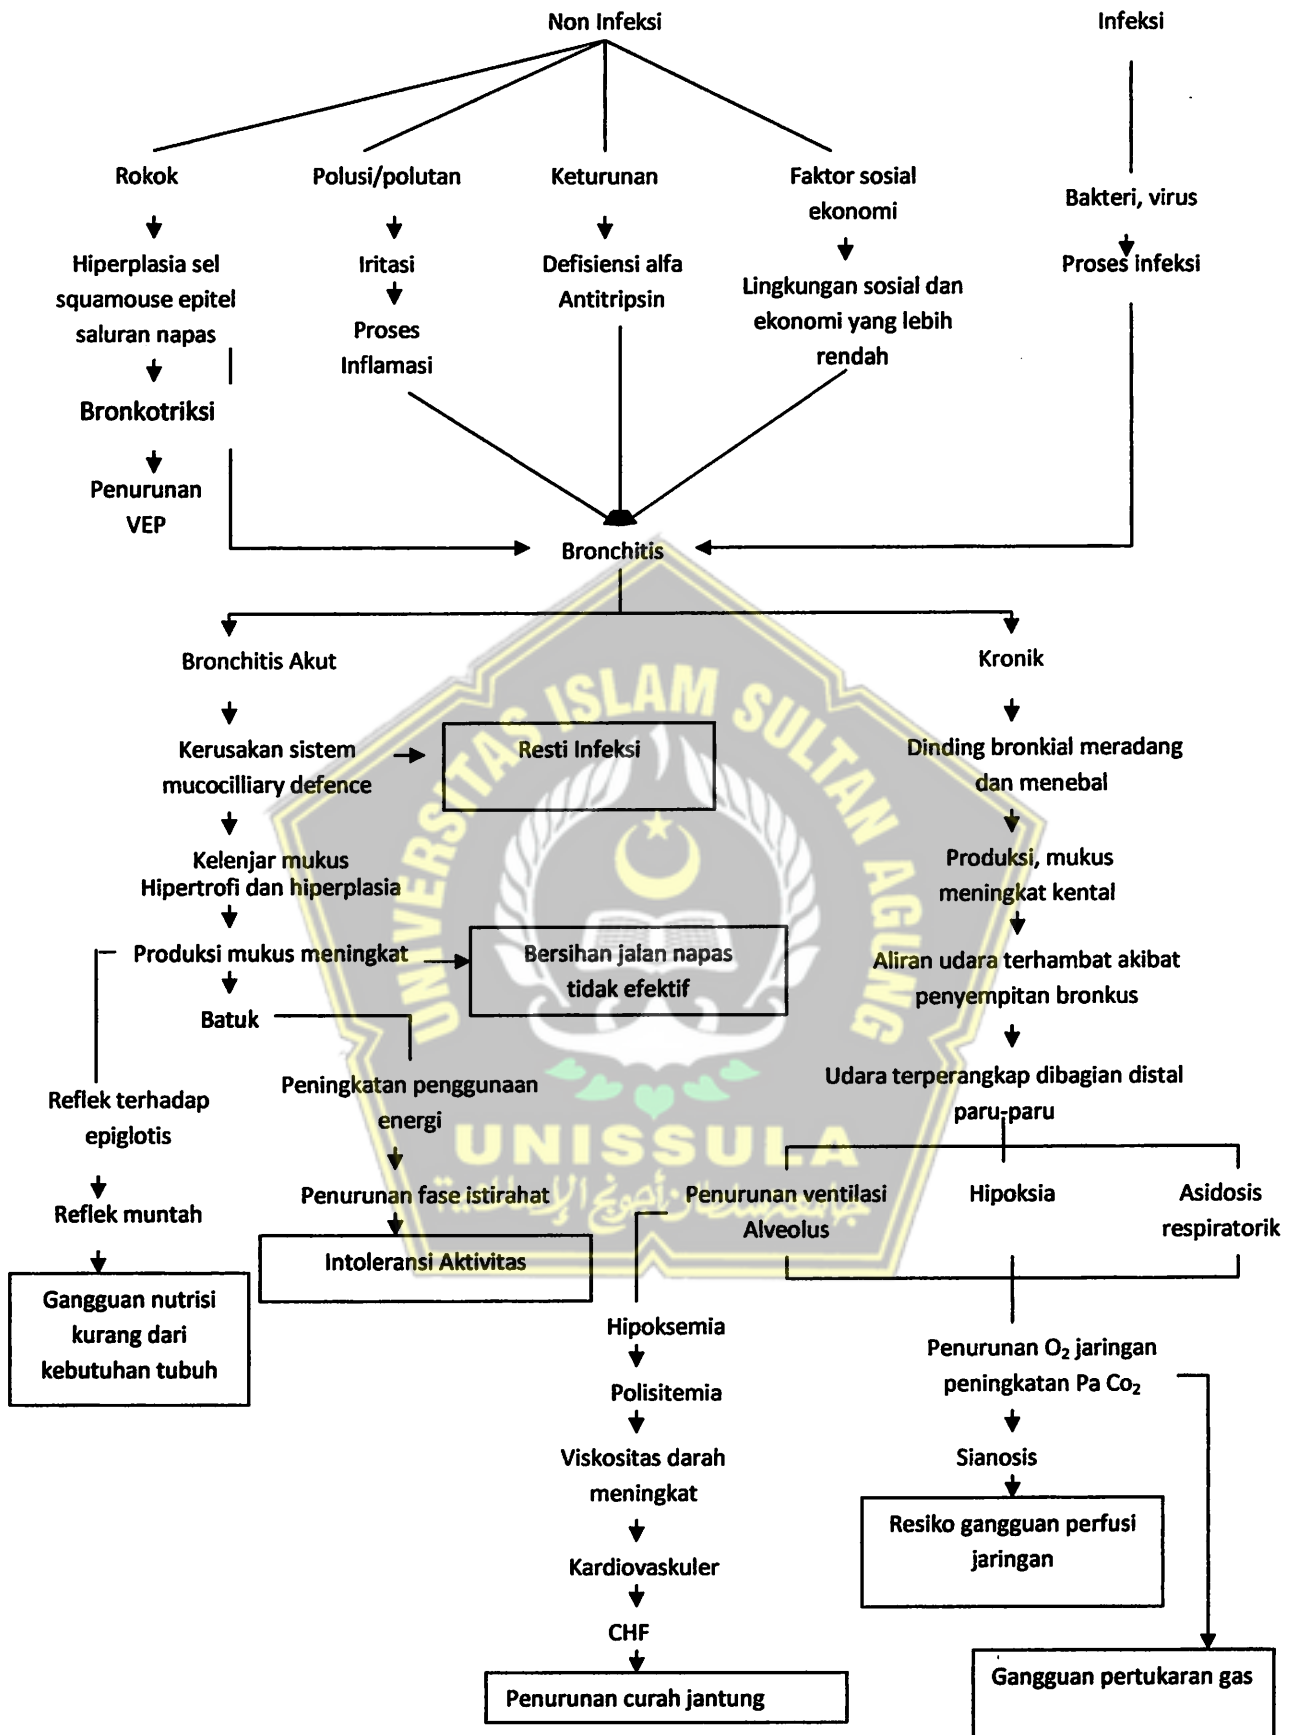 Non Infeksi
Infeksi
Rokok
Polusi/polutan
Keturunan
Faktor sosial
ekonomi
Bakteri, virus
Hiperplasia sel
squamouse epitel
saluran napas
Iritasi
Proses
Inflamasi
Defisiensi alfa
Antitripsin
Lingkungan sosial dan
ekonomi yang lebih
rendah
Proses infeksi
Bronkotriksi
Penurunan
VEP
Bronchitis
Bronchitis Akut
Kronik
Kerusakan sistem
mucocilliary defence
Resti Infeksi
Dinding bronkial meradang
dan menebal
Kelenjar mukus
Hipertrofi dan hiperplasia
Produksi, mukus
meningkat kental
Produksi mukus meningkat
Bersihan jalan napas
tidak efektif
Aliran udara terhambat akibat
penyempitan bronkus
Batuk
Reflek terhadap
epiglotis
Peningkatan penggunaan
energi
Udara terperangkap dibagian distal
paru-paru
Reflek muntah
Penurunan fase istirahat
Penurunan ventilasi
Alveolus
Hipoksia
Asidosis
respiratorik
Gangguan nutrisi
kurang dari
kebutuhan tubuh
Intoleransi Aktivitas
Hipoksemia
Polisitemia
Viskositas darah
meningkat
Kardiovaskuler
CHF
Penurunan curah jantung
Penurunan O₂ jaringan
peningkatan Pa Co₂
Sianosis
Resiko gangguan perfusi
jaringan
Gangguan pertukaran gas
UNIVERSITAS ISLAM SULTAN AGUNG
UNISSULA
جامعة سلطان أجونج الإسلامية